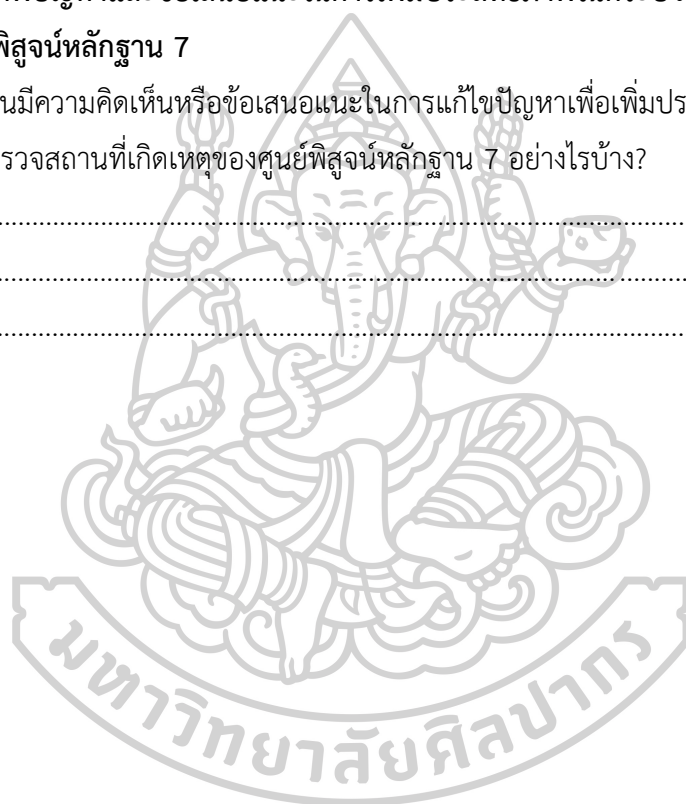 พิสูจน์หลักฐาน 7
นมีความคิดเห็นหรือข้อเสนอแนะในการแก้ไขปัญหาเพื่อเพิ่มประ
รวจสถานที่เกิดเหตุของศูนย์พิสูจน์หลักฐาน 7 อย่างไรบ้าง?
มหาวิทยาลัยศิลปากร